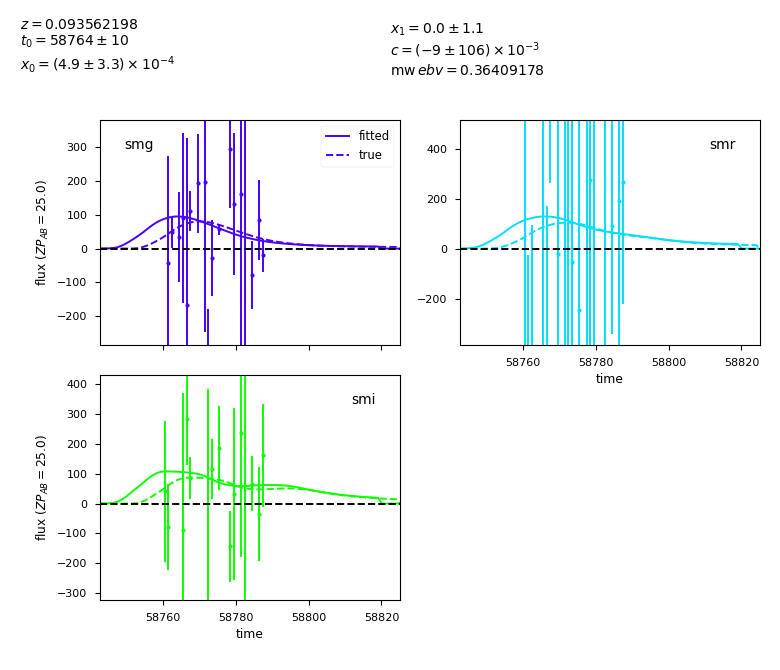 z = 0.093562198
t₀ = 58764 ± 10
x₀ = (4.9 ± 3.3) × 10⁻⁴
x₁ = 0.0 ± 1.1
c = (−9 ± 106) × 10⁻³
mw ebv = 0.36409178
smg
fitted
true
300
200
100
0
−100
−200
flux (ZP_AB = 25.0)
smr
400
200
0
−200
58760 58780 58800 58820
time
smi
400
300
200
100
0
−100
−200
−300
flux (ZP_AB = 25.0)
58760 58780 58800 58820
time